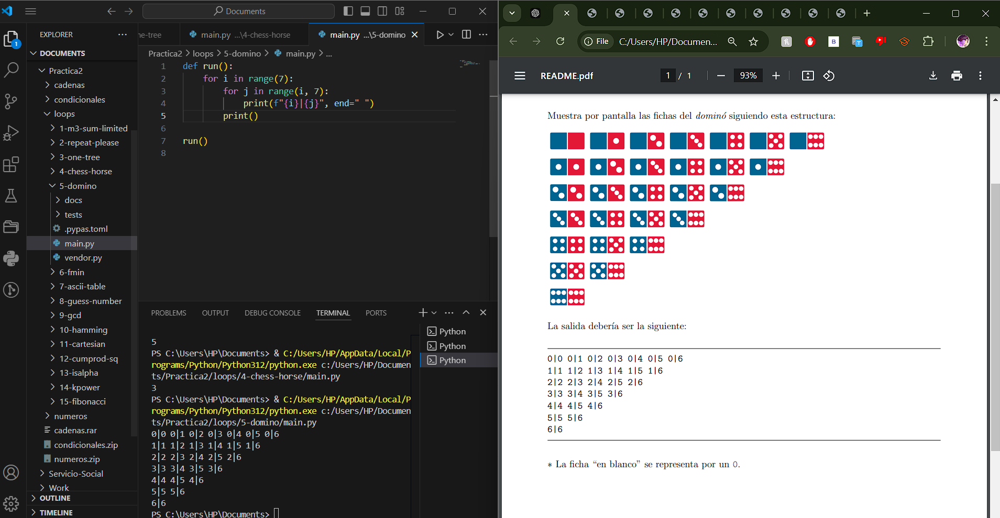 Documents
EXPLORER
ne-tree
main.py ...\4-chess-horse
main.py ...\5-domino
DOCUMENTS
Practica2
cadenas
condicionales
loops
1-m3-sum-limited
2-repeat-please
3-one-tree
4-chess-horse
5-domino
docs
tests
.pypas.toml
main.py
vendor.py
6-fmin
7-ascii-table
8-guess-number
9-gcd
10-hamming
11-cartesian
12-cumprod-sq
13-isalpha
14-kpower
15-fibonacci
numeros
cadenas.rar
condicionales.zip
numeros.zip
Servicio-Social
Work
OUTLINE
TIMELINE
1
Practica2 > loops > 5-domino > main.py > ...
1 def run():
2 for i in range(7):
3 for j in range(i, 7):
4 print(f"{i}|{j}", end=" ")
5 print()
6
7 run()
8
PROBLEMS OUTPUT DEBUG CONSOLE TERMINAL PORTS
Python
Python
Python
5
PS C:\Users\HP\Documents> & C:/Users/HP/AppData/Local/P
rograms/Python/Python312/python.exe c:/Users/HP/Documen
ts/Practica2/loops/4-chess-horse/main.py
3
PS C:\Users\HP\Documents> & C:/Users/HP/AppData/Local/P
rograms/Python/Python312/python.exe c:/Users/HP/Documen
ts/Practica2/loops/5-domino/main.py
0|0 0|1 0|2 0|3 0|4 0|5 0|6
1|1 1|2 1|3 1|4 1|5 1|6
2|2 2|3 2|4 2|5 2|6
3|3 3|4 3|5 3|6
4|4 4|5 4|6
5|5 5|6
6|6
PS C:\Users\HP\Documents>
File C:/Users/HP/Documen...
README.pdf 1 / 1 93%
Muestra por pantalla las fichas del dominó siguiendo esta estructura:
La salida debería ser la siguiente:
0|0 0|1 0|2 0|3 0|4 0|5 0|6
1|1 1|2 1|3 1|4 1|5 1|6
2|2 2|3 2|4 2|5 2|6
3|3 3|4 3|5 3|6
4|4 4|5 4|6
5|5 5|6
6|6
* La ficha “en blanco” se representa por un 0.